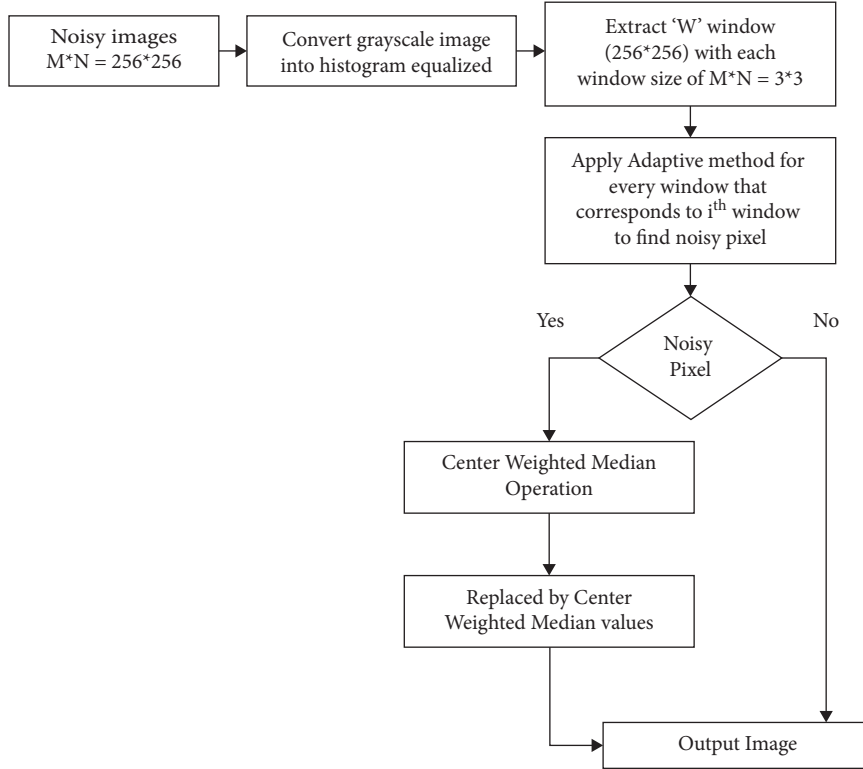 Noisy images
M*N = 256*256
Convert grayscale image
into histogram equalized
Extract ‘W’ window
(256*256) with each
window size of M*N = 3*3
Apply Adaptive method for
every window that
corresponds to iᵗʰ window
to find noisy pixel
Yes
No
Noisy
Pixel
Center Weighted Median
Operation
Replaced by Center
Weighted Median values
Output Image